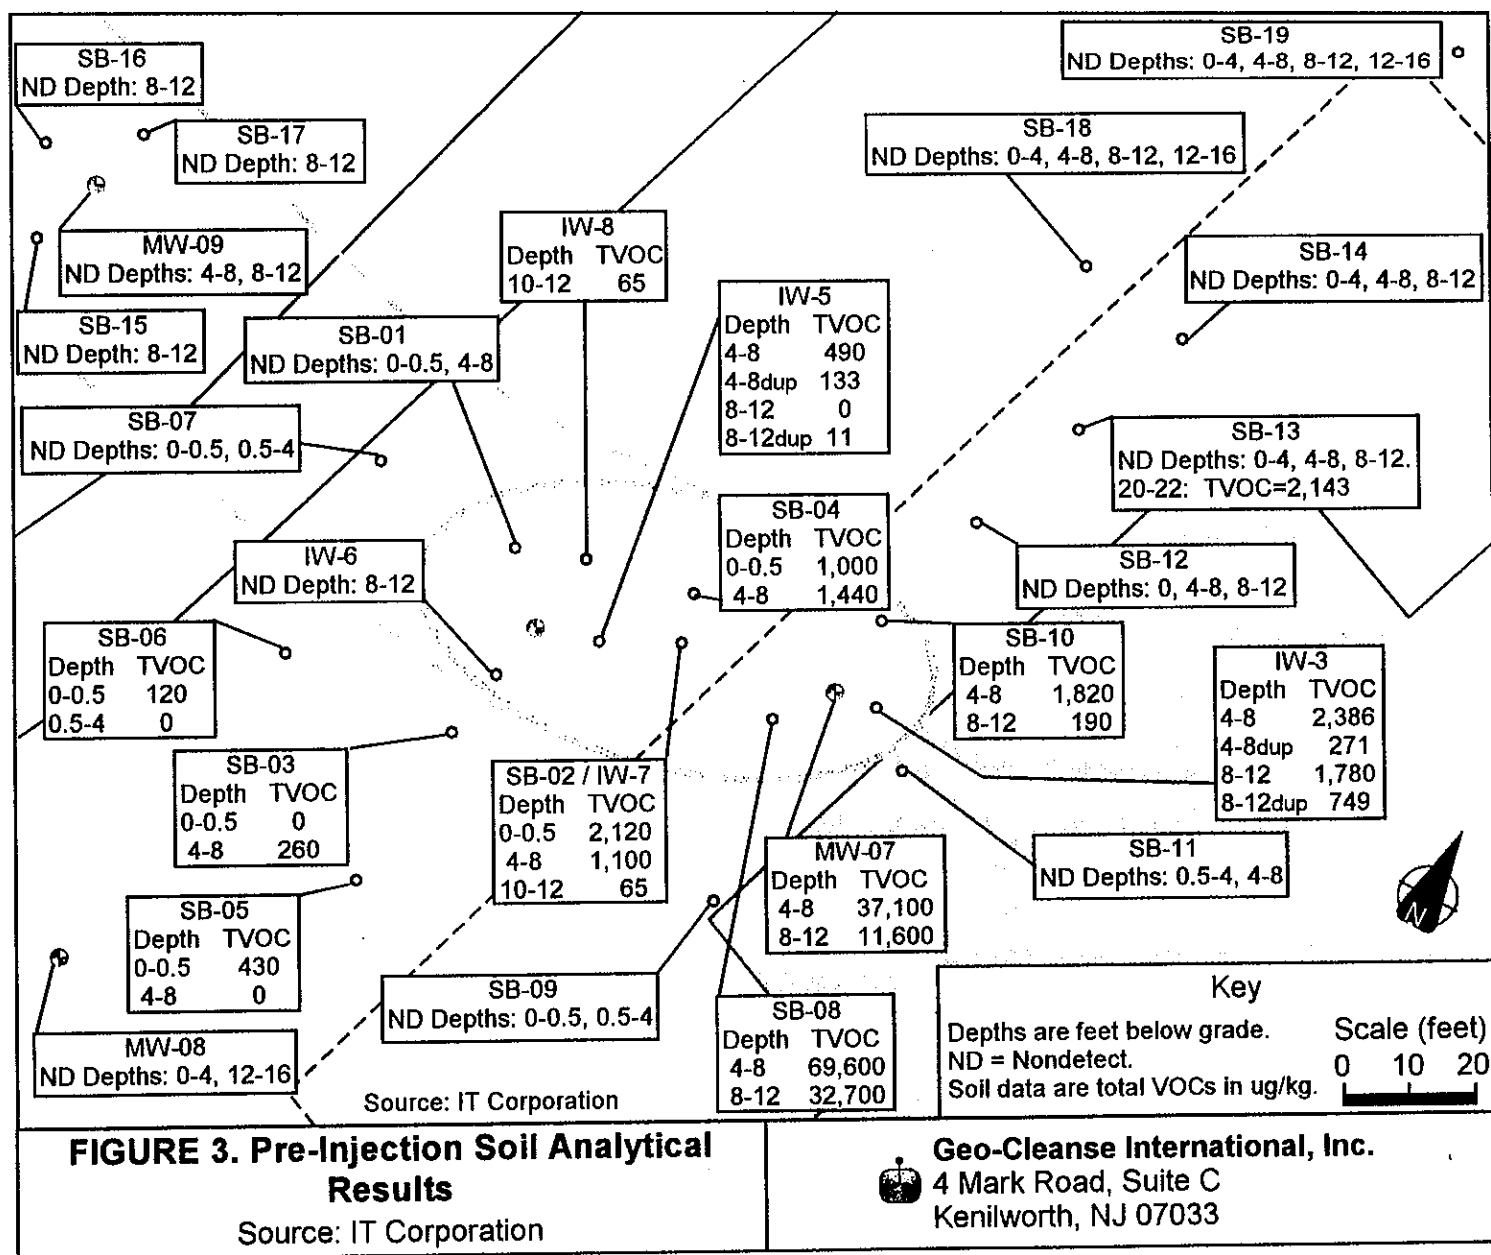 SB-16
ND Depth: 8-12
SB-17
ND Depth: 8-12
SB-19
ND Depths: 0-4, 4-8, 8-12, 12-16
SB-18
ND Depths: 0-4, 4-8, 8-12, 12-16
MW-09
ND Depths: 4-8, 8-12
IW-8
Depth TVOC
10-12 65
SB-14
ND Depths: 0-4, 4-8, 8-12
SB-15
ND Depth: 8-12
SB-01
ND Depths: 0-0.5, 4-8
IW-5
Depth TVOC
4-8 490
4-8dup 133
8-12 0
8-12dup 11
SB-07
ND Depths: 0-0.5, 0.5-4
SB-13
ND Depths: 0-4, 4-8, 8-12.
20-22: TVOC=2,143
SB-04
Depth TVOC
0-0.5 1,000
4-8 1,440
IW-6
ND Depth: 8-12
SB-12
ND Depths: 0, 4-8, 8-12
SB-06
Depth TVOC
0-0.5 120
0.5-4 0
SB-10
Depth TVOC
4-8 1,820
8-12 190
IW-3
Depth TVOC
4-8 2,386
4-8dup 271
8-12 1,780
8-12dup 749
SB-03
Depth TVOC
0-0.5 0
4-8 260
SB-02 / IW-7
Depth TVOC
0-0.5 2,120
4-8 1,100
10-12 65
MW-07
Depth TVOC
4-8 37,100
8-12 11,600
SB-11
ND Depths: 0.5-4, 4-8
SB-05
Depth TVOC
0-0.5 430
4-8 0
SB-09
ND Depths: 0-0.5, 0.5-4
SB-08
Depth TVOC
4-8 69,600
8-12 32,700
MW-08
ND Depths: 0-4, 12-16
N
Source: IT Corporation
Key
Depths are feet below grade.
ND = Nondetect.
Soil data are total VOCs in ug/kg.
Scale (feet)
0 10 20
FIGURE 3. Pre-Injection Soil Analytical
Results
Source: IT Corporation
Geo-Cleanse International, Inc.
4 Mark Road, Suite C
Kenilworth, NJ 07033